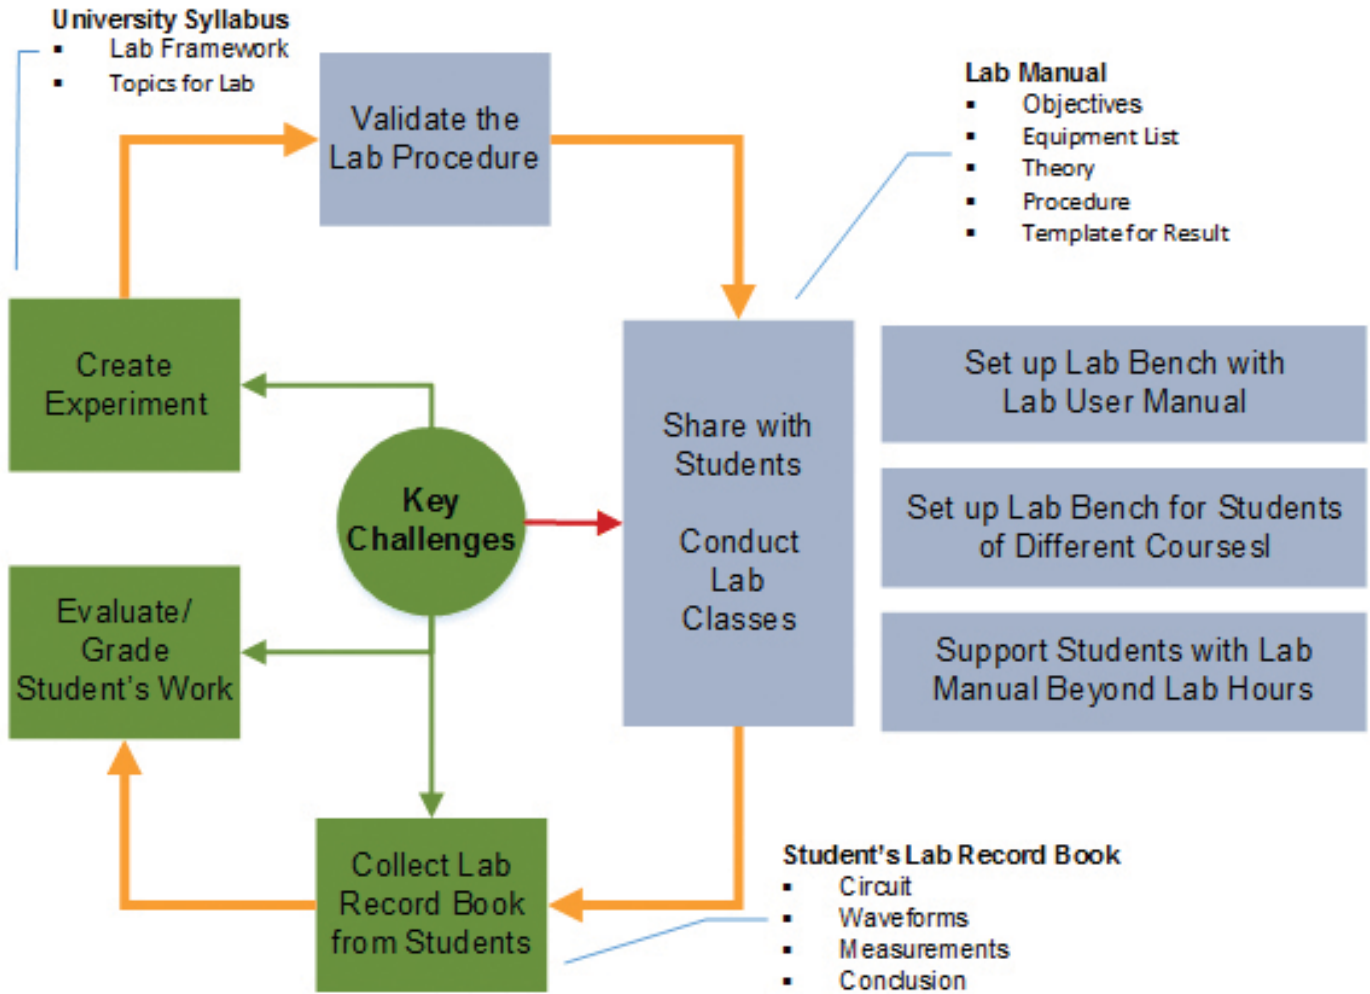 University Syllabus
▪ Lab Framework
▪ Topics for Lab
Validate the
Lab Procedure
Lab Manual
▪ Objectives
▪ Equipment List
▪ Theory
▪ Procedure
▪ Template for Result
Create
Experiment
Share with
Students
Conduct
Lab
Classes
Set up Lab Bench with
Lab User Manual
Set up Lab Bench for Students
of Different Coursesl
Support Students with Lab
Manual Beyond Lab Hours
Key
Challenges
Evaluate/
Grade
Student's Work
Collect Lab
Record Book
from Students
Student's Lab Record Book
▪ Circuit
▪ Waveforms
▪ Measurements
▪ Conclusion